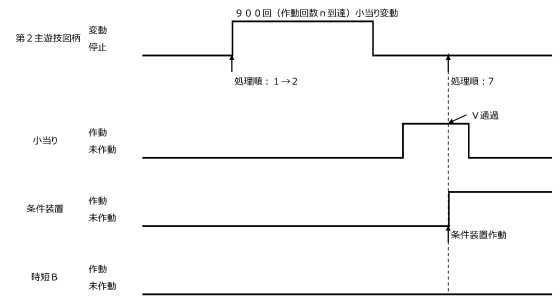 ９００回（作動回数ｎ到達）小当り変動
第２主遊技図柄
変動
停止
処理順：１→２
処理順：7
Ｖ通過
小当り
作動
未作動
条件装置
作動
未作動
条件装置作動
時短Ｂ
作動
未作動